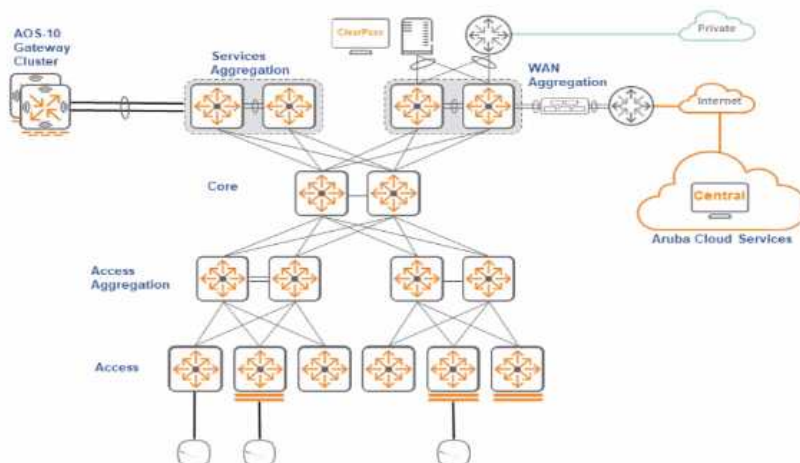 AOS-10
Gateway
Cluster
Services
Aggregation
ClearPass
Private
WAN
Aggregation
Internet
Core
Central
Aruba Cloud Services
Access
Aggregation
Access